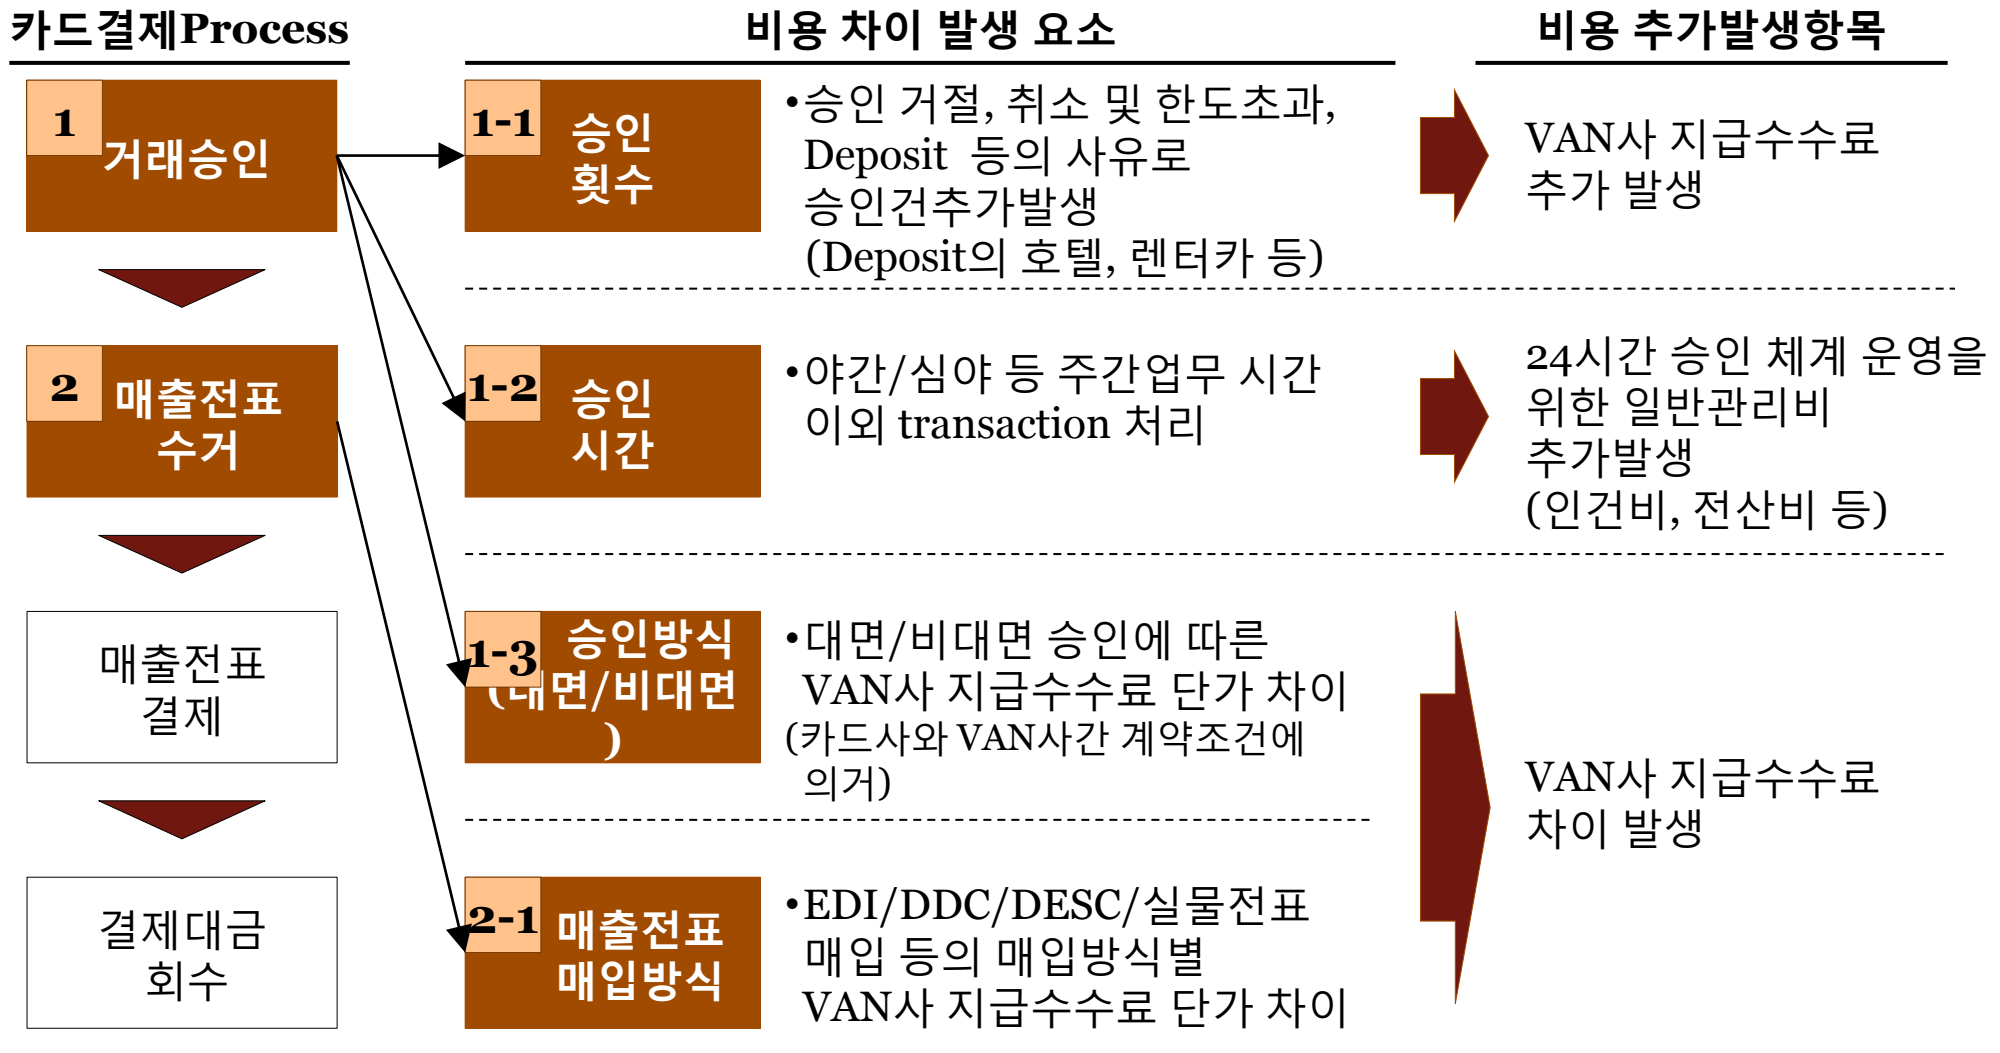 카드결제Process
비용 차이 발생 요소
비용 추가발생항목
1
거래승인
1-1
승인
횟수
•승인 거절, 취소 및 한도초과,
Deposit 등의 사유로
승인건추가발생
(Deposit의 호텔, 렌터카 등)
VAN사 지급수수료
추가 발생
2
매출전표
수거
1-2
승인
시간
•야간/심야 등 주간업무 시간
이외 transaction 처리
24시간 승인 체계 운영을
위한 일반관리비
추가발생
(인건비, 전산비 등)
매출전표
결제
1-3
승인방식
(대면/비대면
)
•대면/비대면 승인에 따른
VAN사 지급수수료 단가 차이
(카드사와 VAN사간 계약조건에
의거)
VAN사 지급수수료
차이 발생
결제대금
회수
2-1
매출전표
매입방식
•EDI/DDC/DESC/실물전표
매입 등의 매입방식별
VAN사 지급수수료 단가 차이